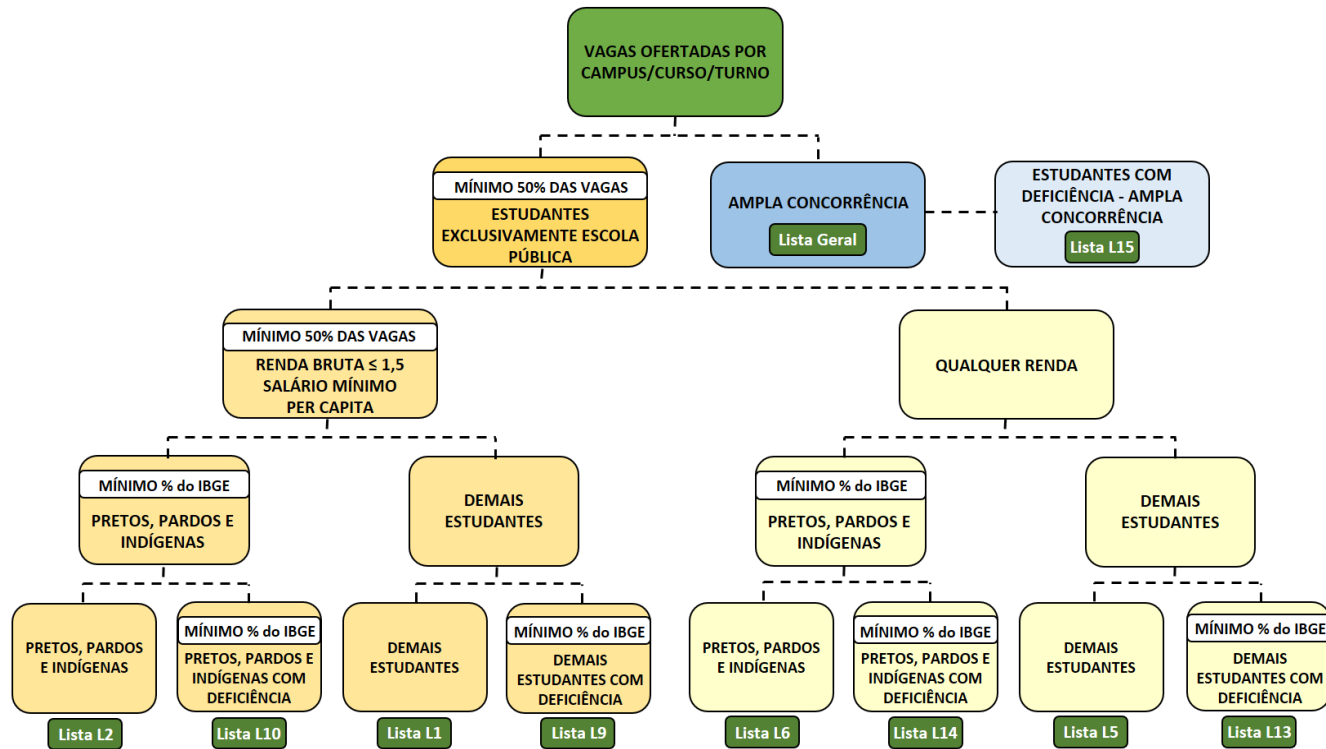 VAGAS OFERTADAS POR
CAMPUS/CURSO/TURNO
MÍNIMO 50% DAS VAGAS
ESTUDANTES
EXCLUSIVAMENTE ESCOLA
PÚBLICA
AMPLA CONCORRÊNCIA
Lista Geral
ESTUDANTES COM
DEFICIÊNCIA - AMPLA
CONCORRÊNCIA
Lista L15
MÍNIMO 50% DAS VAGAS
RENDA BRUTA ≤ 1,5
SALÁRIO MÍNIMO
PER CAPITA
QUALQUER RENDA
MÍNIMO % do IBGE
PRETOS, PARDOS E
INDÍGENAS
DEMAIS
ESTUDANTES
MÍNIMO % do IBGE
PRETOS, PARDOS E
INDÍGENAS
DEMAIS
ESTUDANTES
PRETOS, PARDOS
E INDÍGENAS
Lista L2
MÍNIMO % do IBGE
PRETOS, PARDOS E
INDÍGENAS COM
DEFICIÊNCIA
Lista L10
DEMAIS
ESTUDANTES
Lista L1
MÍNIMO % do IBGE
DEMAIS
ESTUDANTES COM
DEFICIÊNCIA
Lista L9
PRETOS, PARDOS
E INDÍGENAS
Lista L6
MÍNIMO % do IBGE
PRETOS, PARDOS E
INDÍGENAS COM
DEFICIÊNCIA
Lista L14
DEMAIS
ESTUDANTES
Lista L5
MÍNIMO % do IBGE
DEMAIS
ESTUDANTES COM
DEFICIÊNCIA
Lista L13